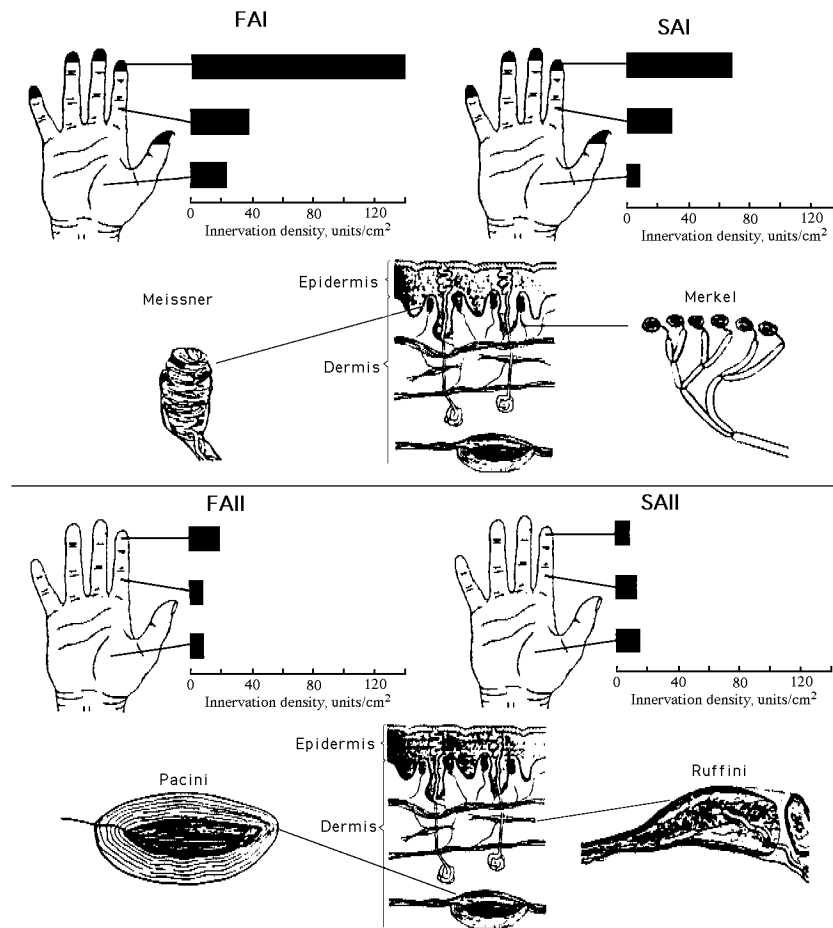 FAI
SAI
0 40 80 120
Innervation density, units/cm²
0 40 80 120
Innervation density, units/cm²
Epidermis
Meissner
Merkel
Dermis
FAII
SAII
0 40 80 120
Innervation density, units/cm²
0 40 80 120
Innervation density, units/cm²
Epidermis
Pacini
Ruffini
Dermis